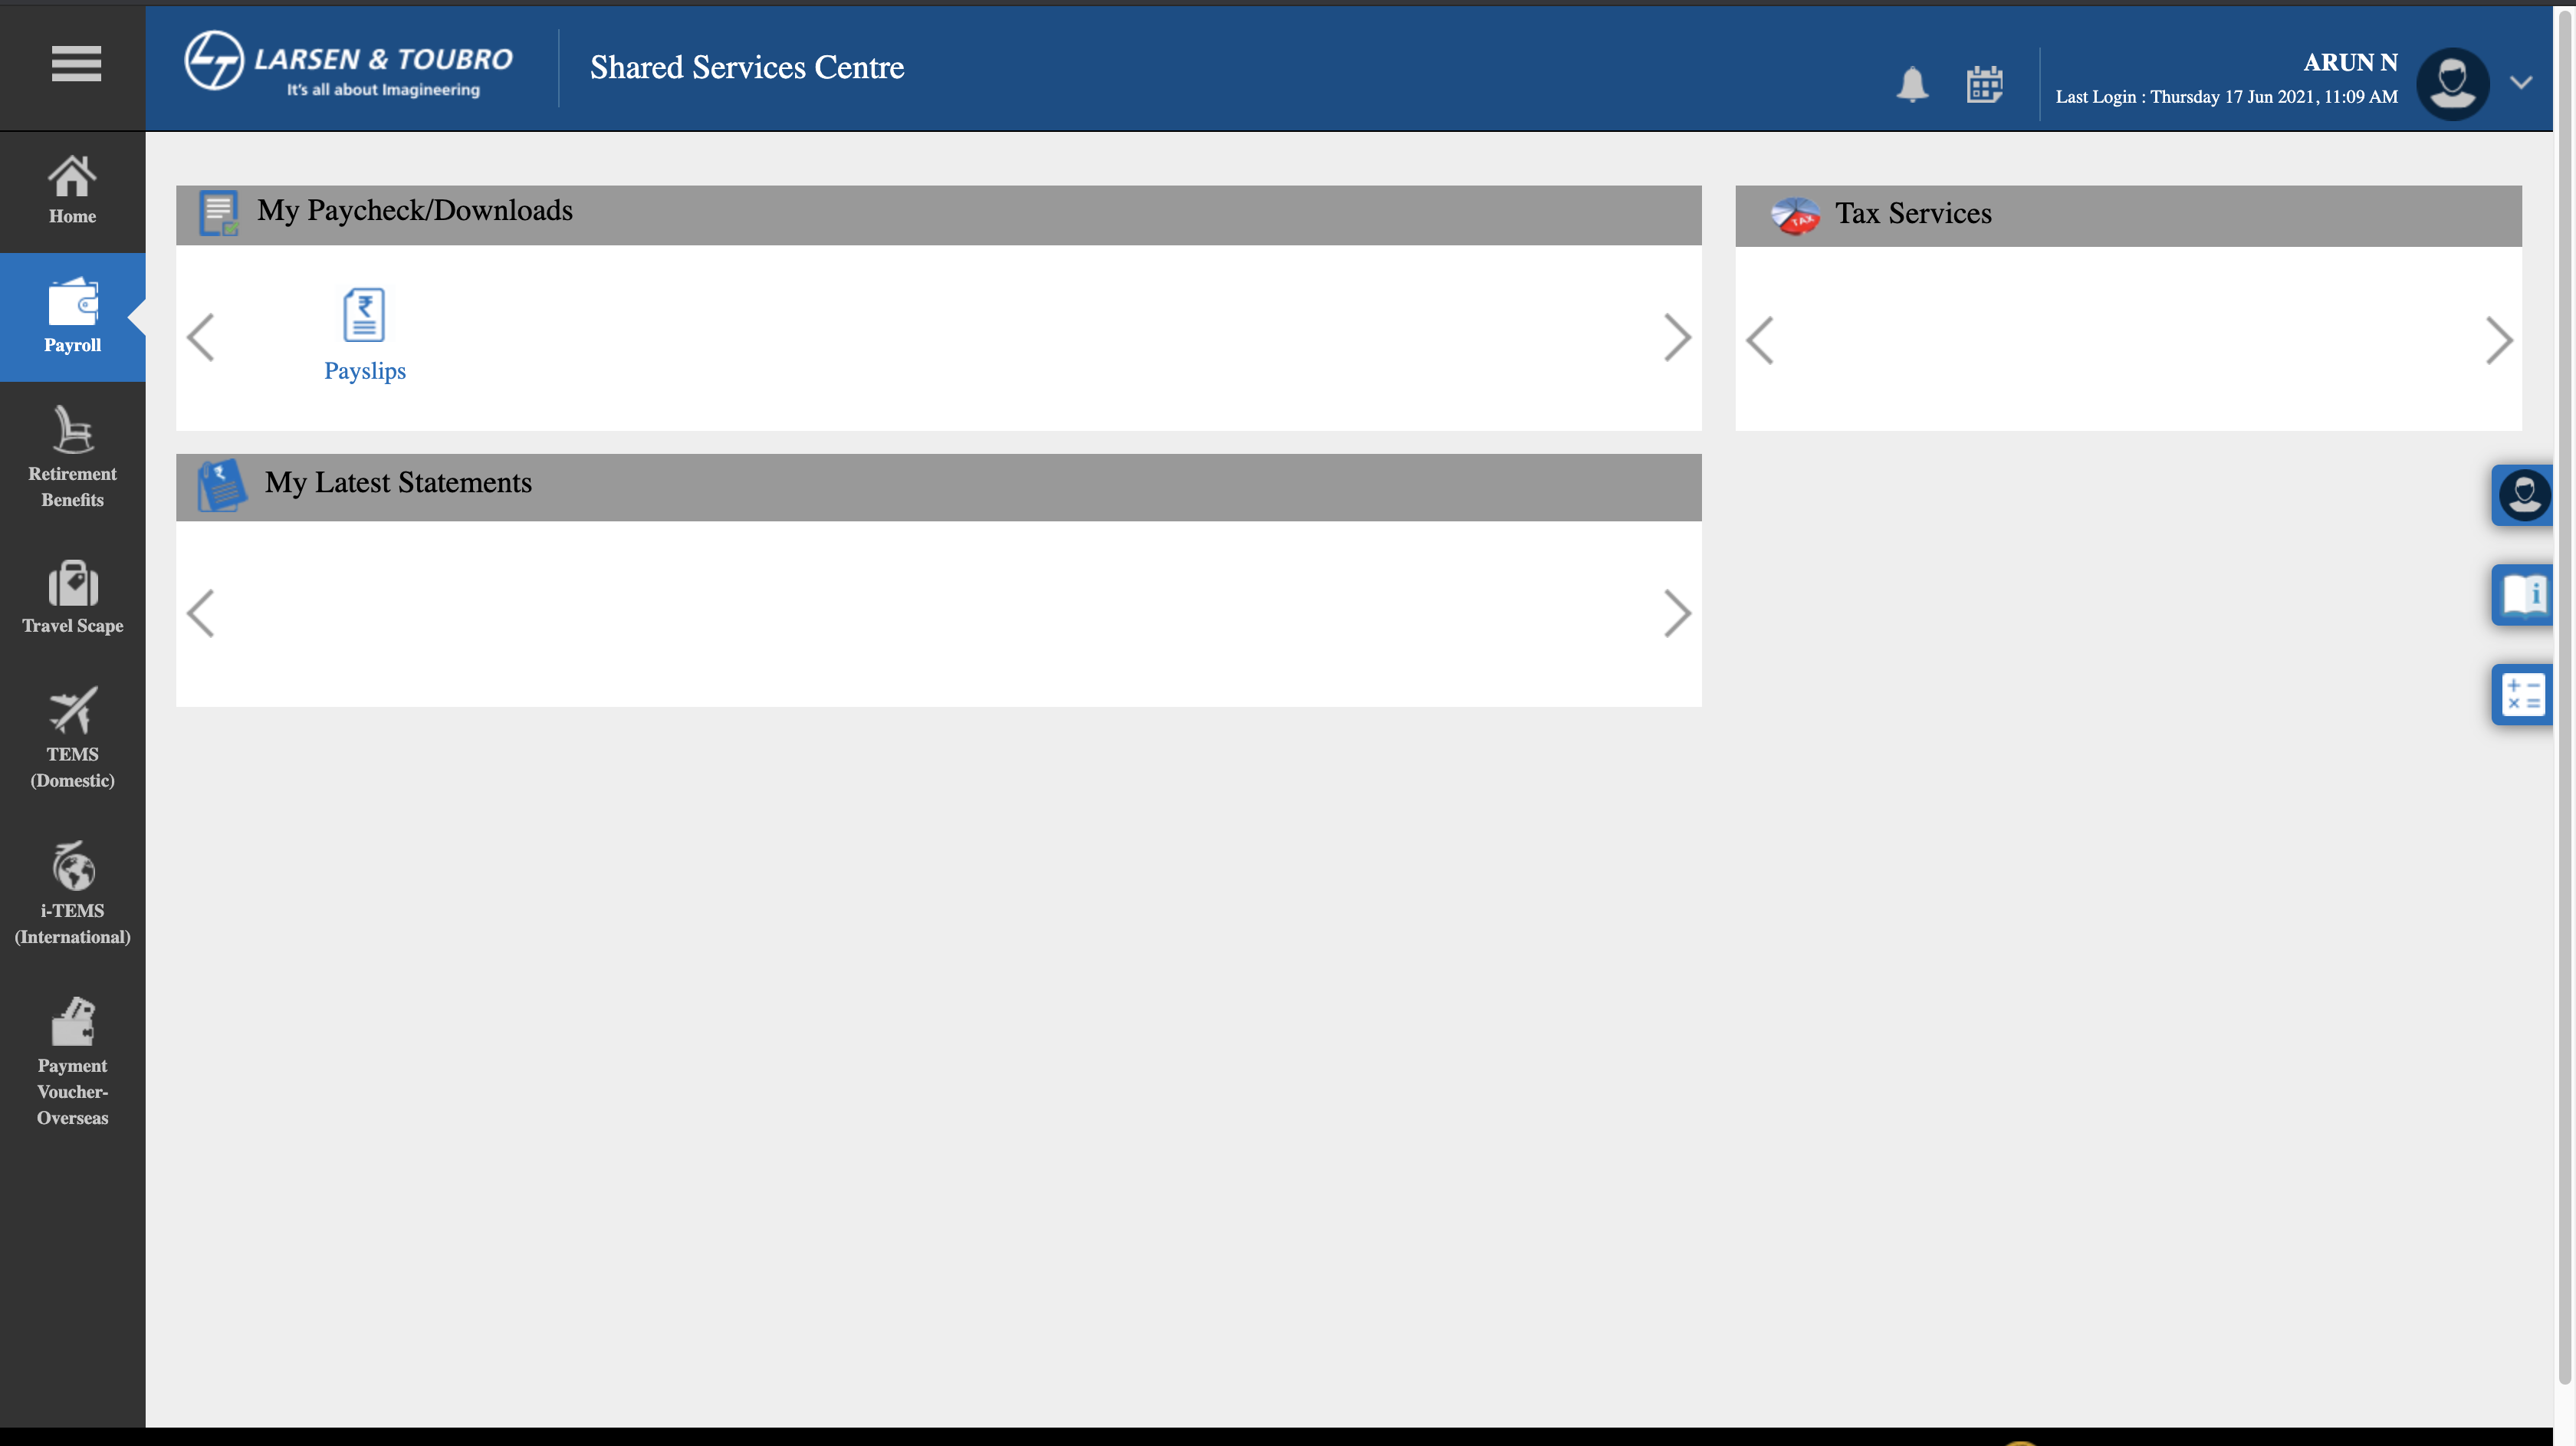 LARSEN & TOUBRO
It's all about Imagineering
Shared Services Centre
ARUN N
Last Login : Thursday 17 Jun 2021, 11:09 AM
Home
Payroll
Retirement
Benefits
Travel Scape
TEMS
(Domestic)
i-TEMS
(International)
Payment
Voucher-
Overseas
My Paycheck/Downloads
Payslips
Tax Services
TAX
My Latest Statements